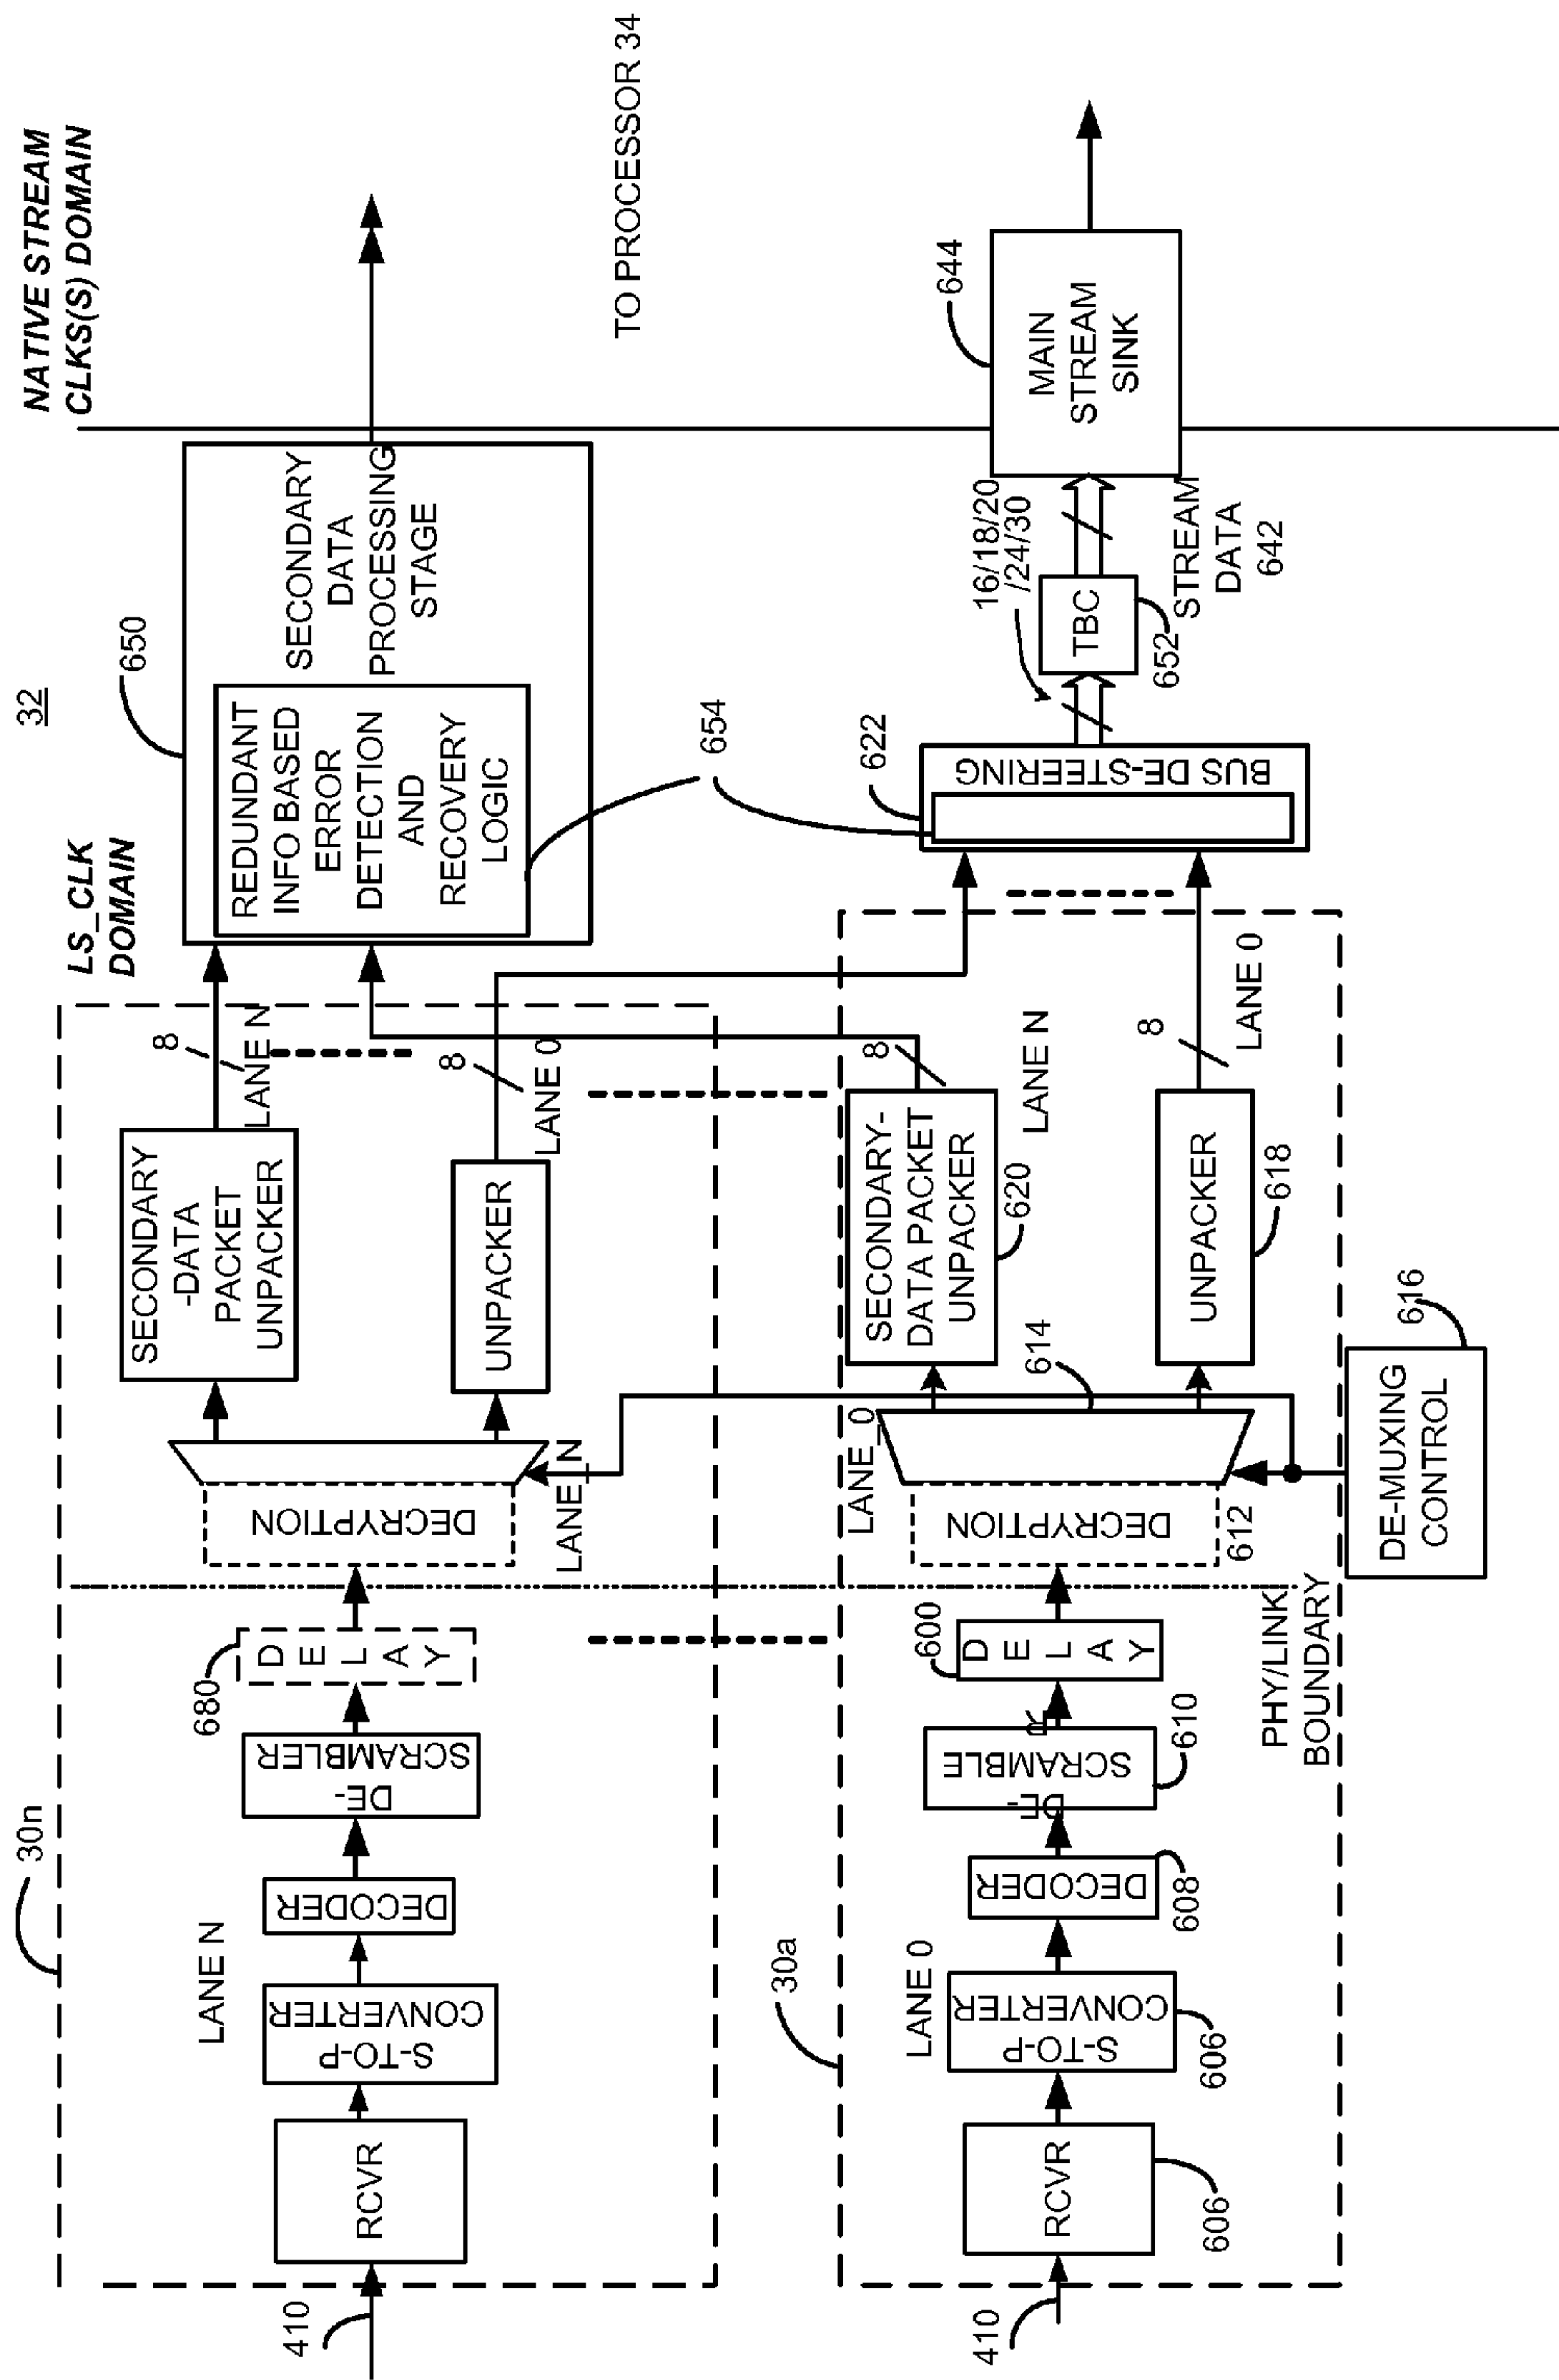 32
NATIVE STREAM
CLKS(S) DOMAIN
LS_CLK
DOMAIN
30n
LANE N
410
RCVR
S-TO-P
CONVERTER
DECODER
DE-
SCRAMBLER
680
DELAY
DECRYPTION
LANE_N
SECONDARY
-DATA
PACKET
UNPACKER
8
LANE N
UNPACKER
8
LANE 0
650
REDUNDANT
INFO BASED
ERROR
DETECTION
AND
RECOVERY
LOGIC
SECONDARY
DATA
PROCESSING
STAGE
654
TO PROCESSOR 34
30a
LANE 0
410
RCVR
606
S-TO-P
CONVERTER
606
DECODER
608
DE-
SCRAMBLE
R
610
600
DELAY
PHY/LINK
BOUNDARY
LANE_0
DECRYPTION
612
614
DE-MUXING
CONTROL
616
SECONDARY-
DATA PACKET
UNPACKER
620
8
LANE N
UNPACKER
618
8
LANE 0
622
BUS DE-STEERING
16/18/20
/24/30
TBC
652
STREAM
DATA
642
644
MAIN
STREAM
SINK